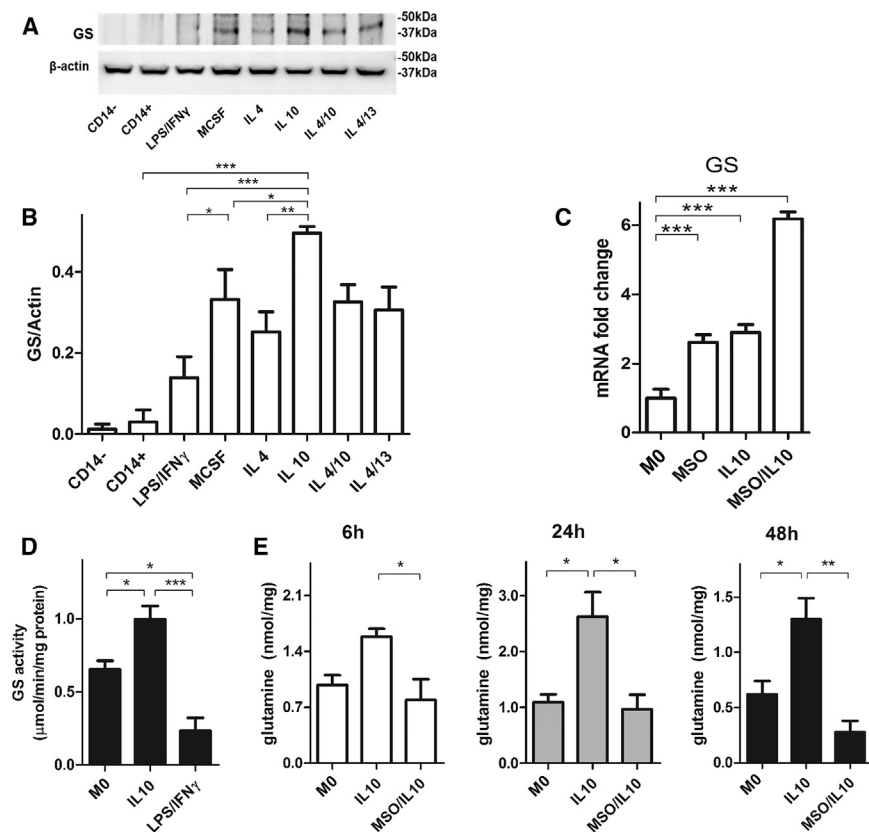 A
GS
-50kDa
-37kDa
β-actin
-50kDa
-37kDa
CD14- CD14+ LPS/IFNγ MCSF IL 4 IL 10 IL 4/10 IL 4/13
B
***
***
*
* **
GS/Actin
0.4
0.2
0.0
CD14- CD14+ LPS/IFNγ MCSF IL 4 IL 10 IL 4/10 IL 4/13
C
GS
***
***
***
mRNA fold change
6
4
2
0
M0 MSO IL10 MSO/IL10
D
*
* ***
GS activity
(μmol/min/mg protein)
1.0
0.5
0.0
M0 IL10 LPS/IFNγ
E
6h
*
glutamine (nmol/mg)
2.1
1.4
0.7
0.0
M0 IL10 MSO/IL10
24h
* *
glutamine (nmol/mg)
3.0
2.0
1.0
0.0
M0 IL10 MSO/IL10
48h
* **
glutamine (nmol/mg)
1.5
1.0
0.5
0.0
M0 IL10 MSO/IL10